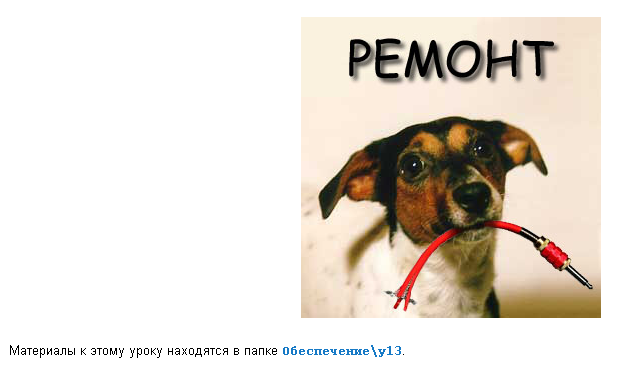 РЕМОНТ
Материалы к этому уроку находятся в папке Обеспечение\у13.